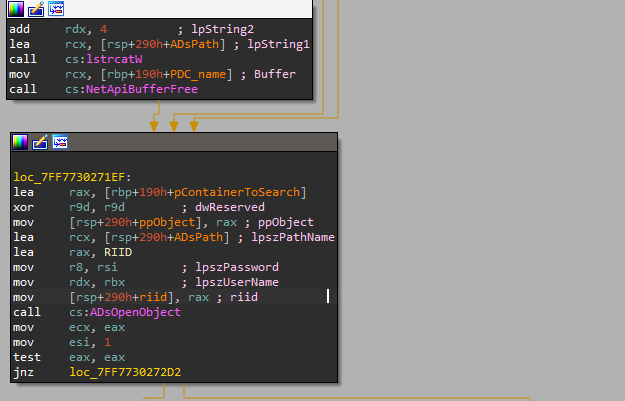 add rdx, 4 ; lpString2
lea rcx, [rsp+290h+ADsPath] ; lpString1
call cs:lstrcatW
mov rcx, [rbp+190h+PDC_name] ; Buffer
call cs:NetApiBufferFree
loc_7FF7730271EF:
lea rax, [rbp+190h+pContainerToSearch]
xor r9d, r9d ; dwReserved
mov [rsp+290h+ppObject], rax ; ppObject
lea rcx, [rsp+290h+ADsPath] ; lpszPathName
lea rax, RIID
mov r8, rsi ; lpszPassword
mov rdx, rbx ; lpszUserName
mov [rsp+290h+riid], rax ; riid
call cs:ADsOpenObject
mov ecx, eax
mov esi, 1
test eax, eax
jnz loc_7FF7730272D2